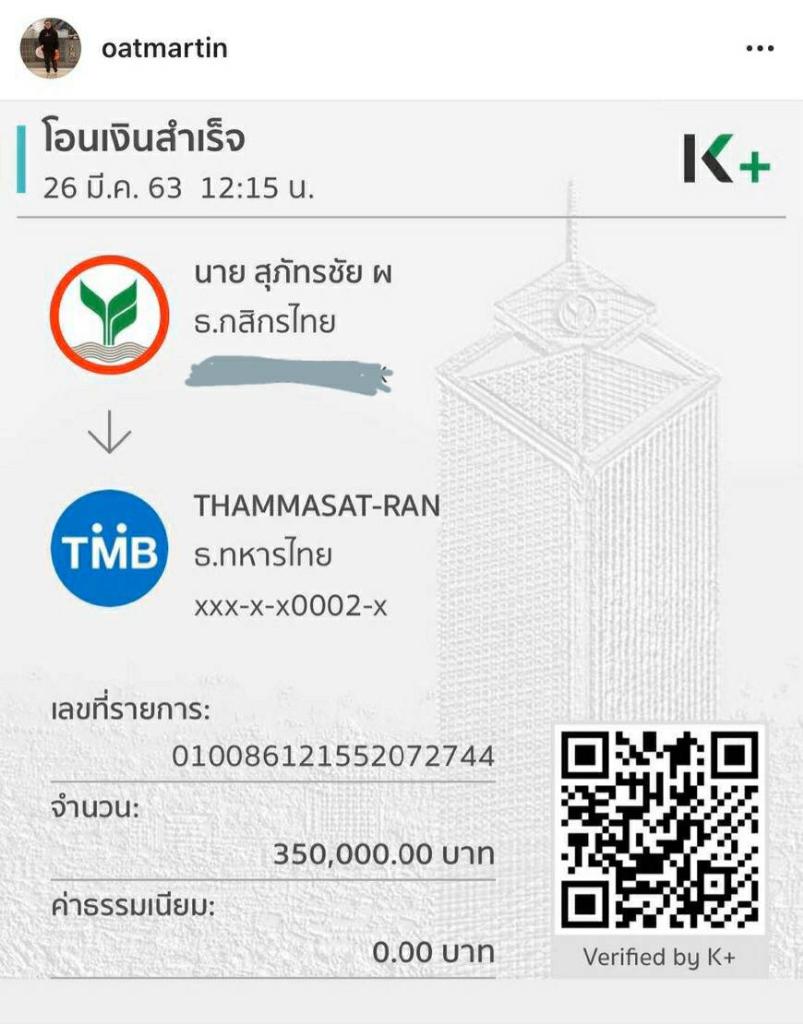 oatmartin
โอนเงินสำเร็จ
26 มี.ค. 63 12:15 น.
K+
นาย สุภัทรชัย ผ
ธ.กสิกรไทย
TMB
THAMMASAT-RAN
ธ.ทหารไทย
xxx-x-x0002-x
เลขที่รายการ:
010086121552072744
จำนวน:
350,000.00 บาท
ค่าธรรมเนียม:
0.00 บาท
Verified by K+